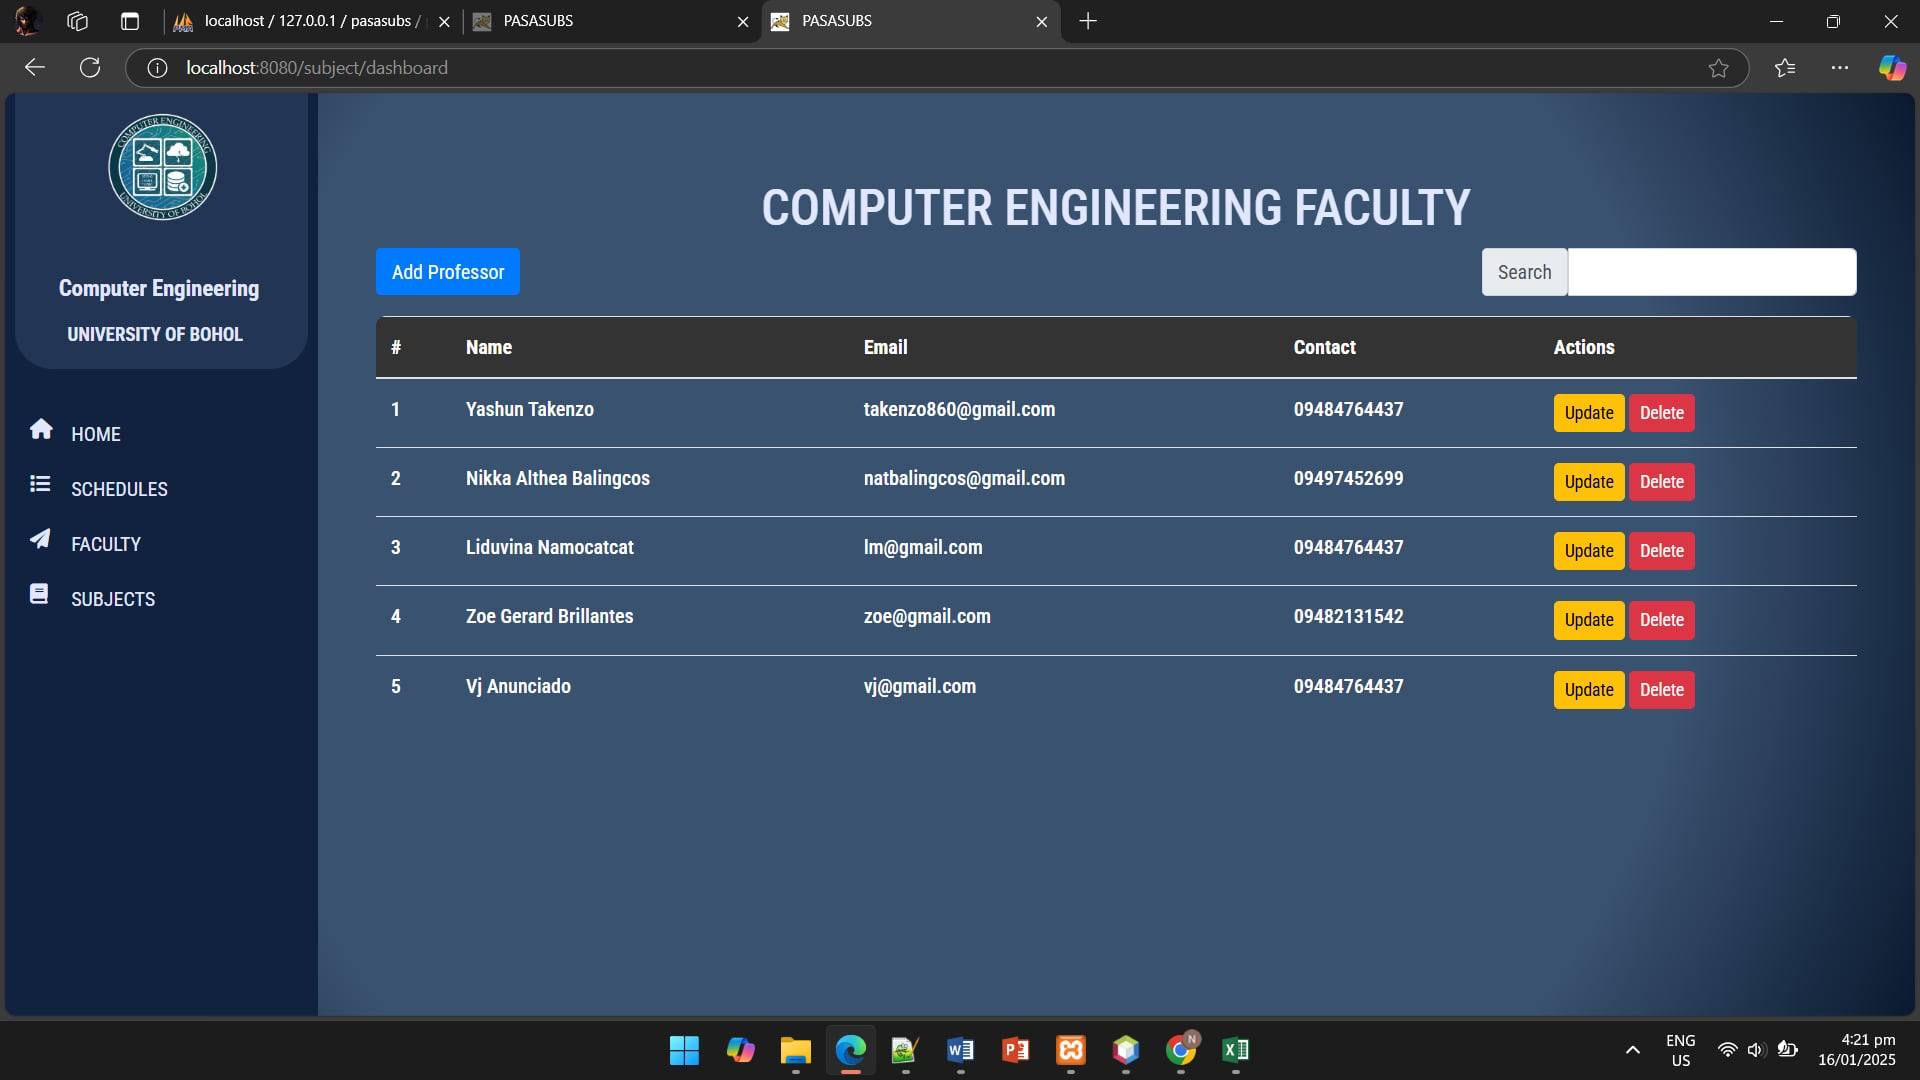 localhost / 127.0.0.1 / pasasubs /
PASASUBS
PASASUBS
localhost:8080/subject/dashboard
COMPUTER ENGINEERING
UNIVERSITY OF BOHOL
Computer Engineering
UNIVERSITY OF BOHOL
HOME
SCHEDULES
FACULTY
SUBJECTS
COMPUTER ENGINEERING FACULTY
Add Professor
Search
# Name Email Contact Actions
1 Yashun Takenzo takenzo860@gmail.com 09484764437 Update Delete
2 Nikka Althea Balingcos natbalingcos@gmail.com 09497452699 Update Delete
3 Liduvina Namocatcat lm@gmail.com 09484764437 Update Delete
4 Zoe Gerard Brillantes zoe@gmail.com 09482131542 Update Delete
5 Vj Anunciado vj@gmail.com 09484764437 Update Delete
N
ENG
US
4:21 pm
16/01/2025